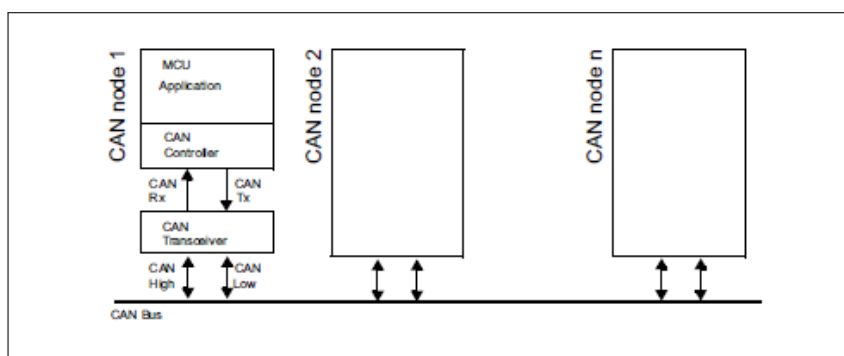 CAN node 1
MCU
Application
CAN
Controller
CAN
Rx
CAN
Tx
CAN
Transceiver
CAN
High
CAN
Low
CAN node 2
CAN node n
CAN Bus